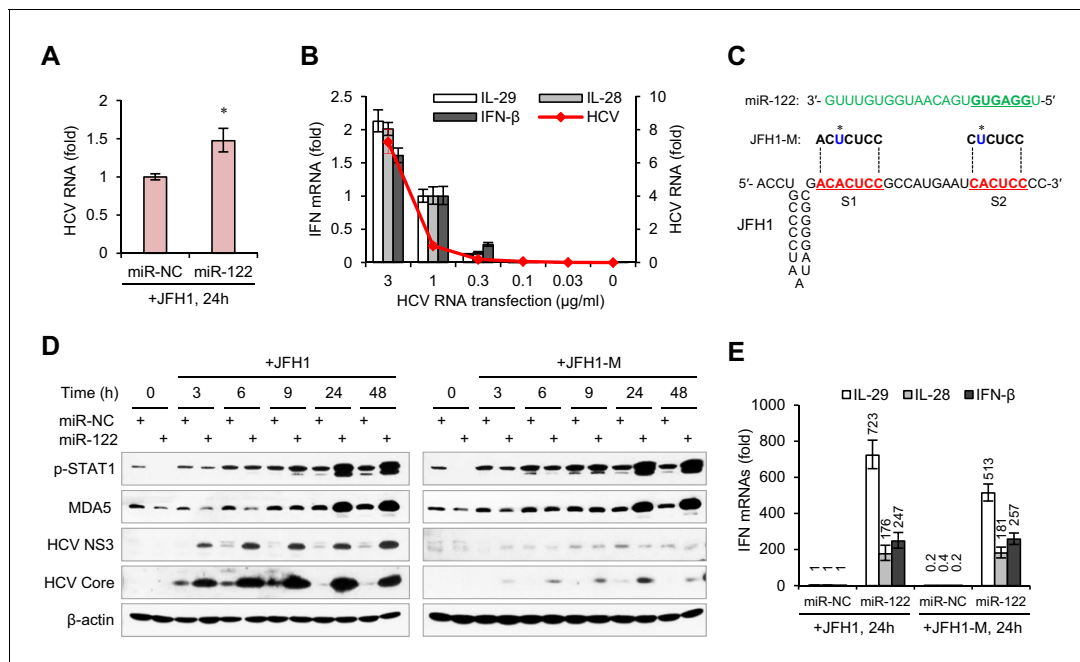 A
HCV RNA (fold)
2
1.5
1
0.5
0
*
miR-NC miR-122
+JFH1, 24h
B
IFN mRNA (fold)
2.5
2
1.5
1
0.5
0
IL-29 IL-28
IFN-β HCV
10
8
6
4
2
0
HCV RNA (fold)
3 1 0.3 0.1 0.03 0
HCV RNA transfection (µg/ml)
C
miR-122: 3′- GUUUGUGGUAACAGUGUGAGGU-5′
* *
JFH1-M: ACUCUCC CUCUCC
5′- ACCU GACACUCCGCCAUGAAUCACUCCCC-3′
S1 S2
JFH1
GCCCCUAA
CGGGGAUA
D
+JFH1 +JFH1-M
Time (h) 0 3 6 9 24 48 0 3 6 9 24 48
miR-NC + + + + + + + + + + + +
miR-122 + + + + + + + + + + + +
p-STAT1
MDA5
HCV NS3
HCV Core
β-actin
E
IL-29 IL-28 IFN-β
IFN mRNAs (fold)
1000
800
600
400
200
0
1 1 1 723 176 247 0.2 0.4 0.2 513 181 257
miR-NC miR-122 miR-NC miR-122
+JFH1, 24h +JFH1-M, 24h